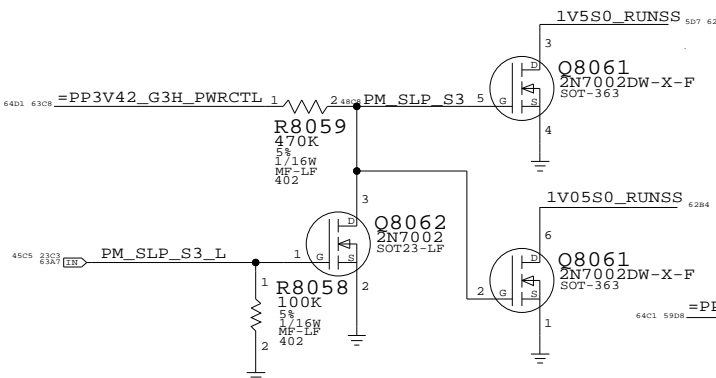 1V5S0_RUNSS 5D7 62
3
D
Q8061
2N7002DW-X-F
SOT-363
64D1 63C8 =PP3V42_G3H_PWRCTL 1 2 48C8 PM_SLP_S3 5 G S
R8059
470K
5%
1/16W
MF-LF
402
4
1V05S0_RUNSS 62B4
3
D
Q8062
2N7002
SOT23-LF
6
D
Q8061
2N7002DW-X-F
SOT-363
45C5 23C3
63A7 IN PM_SLP_S3_L 1 G S
2 G S
1
R8058
100K
5%
1/16W
MF-LF
402
2
2
1
64C1 59D8 =PP